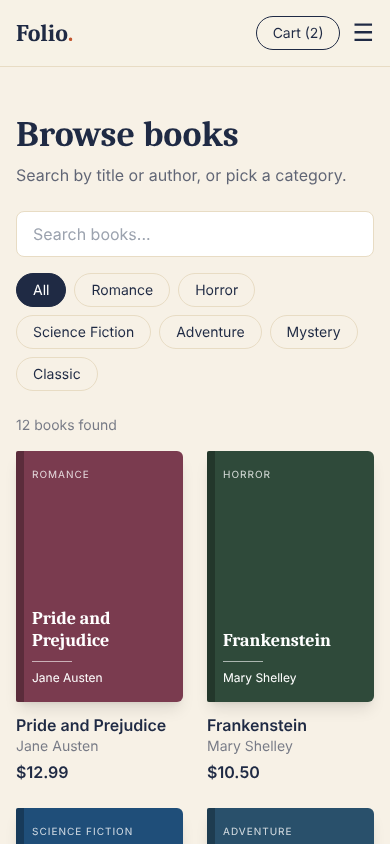 Folio.
Cart (2)
Browse books
Search by title or author, or pick a category.
Search books...
All
Romance
Horror
Science Fiction
Adventure
Mystery
Classic
12 books found
ROMANCE
Pride and
Prejudice
Jane Austen
Pride and Prejudice
Jane Austen
$12.99
HORROR
Frankenstein
Mary Shelley
Frankenstein
Mary Shelley
$10.50
SCIENCE FICTION
ADVENTURE